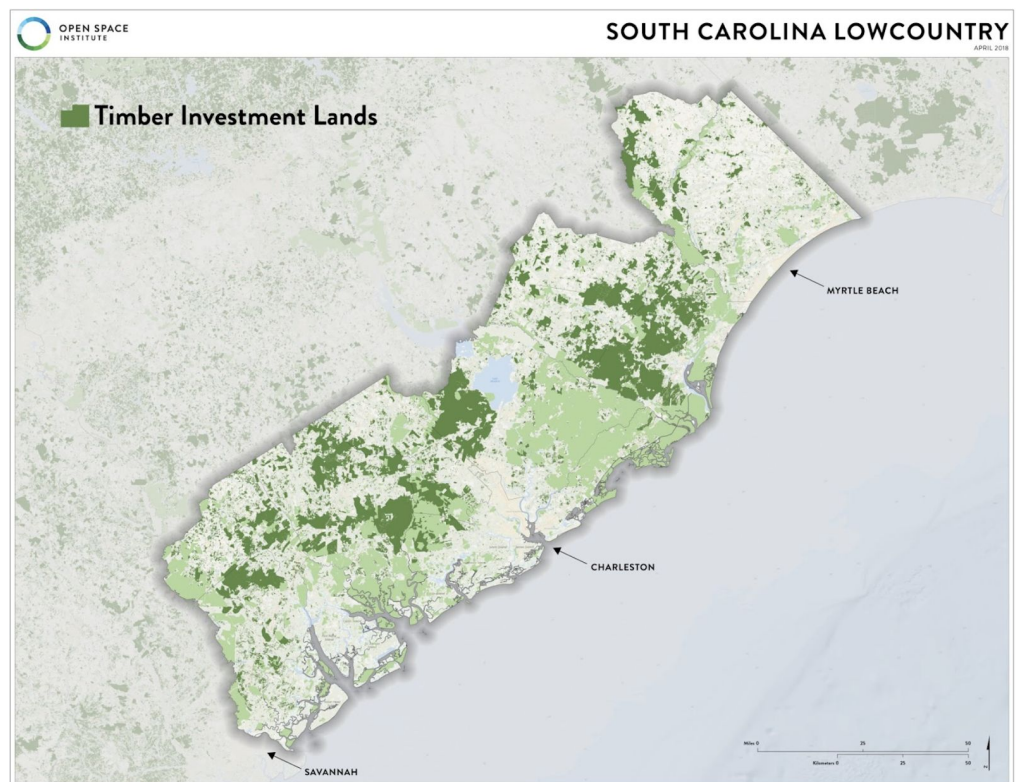 OPEN SPACE
INSTITUTE
SOUTH CAROLINA LOWCOUNTRY
APRIL 2018
Timber Investment Lands
MYRTLE BEACH
CHARLESTON
SAVANNAH
Miles 0 25 50
Kilometers 0 25 50